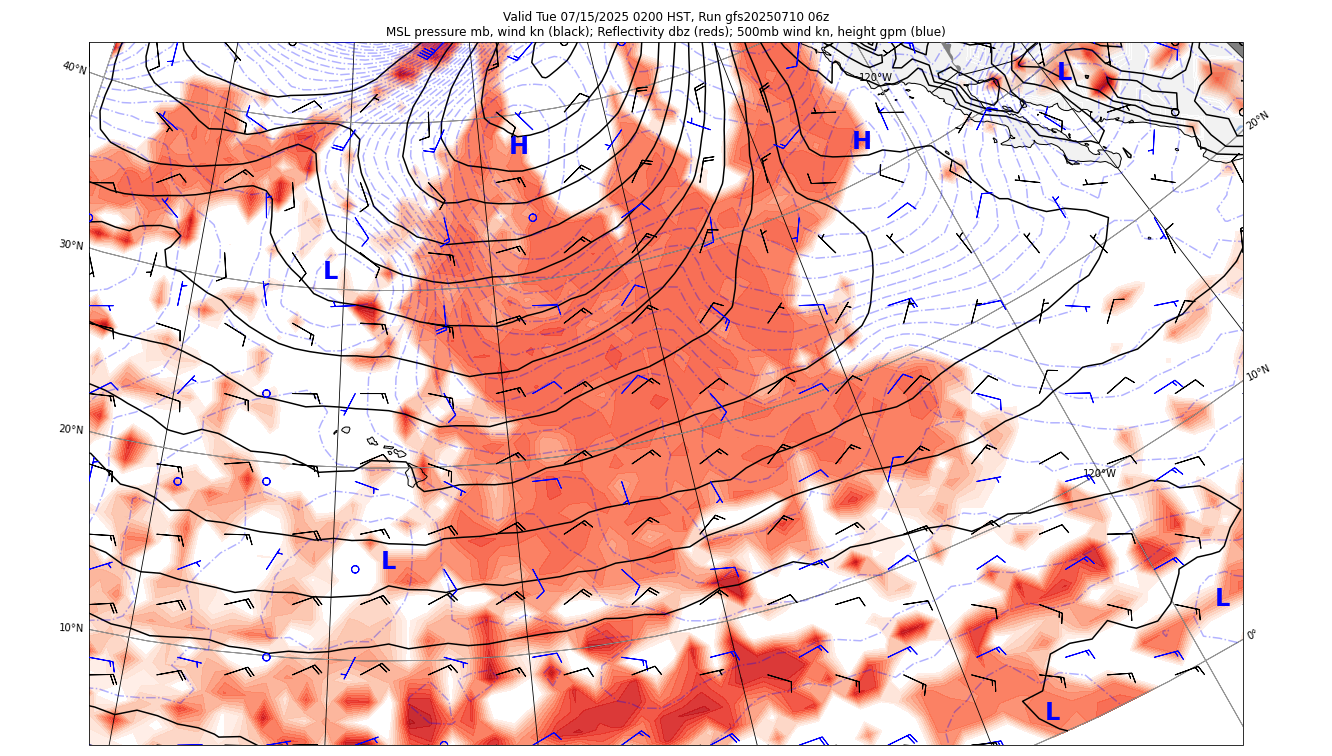 Valid Tue 07/15/2025 0200 HST, Run gfs20250710 06z
MSL pressure mb, wind kn (black); Reflectivity dbz (reds); 500mb wind kn, height gpm (blue)
40°N
120°W
L
20°N
H
H
30°N
L
10°N
20°N
120°W
L
L
10°N
0°
L